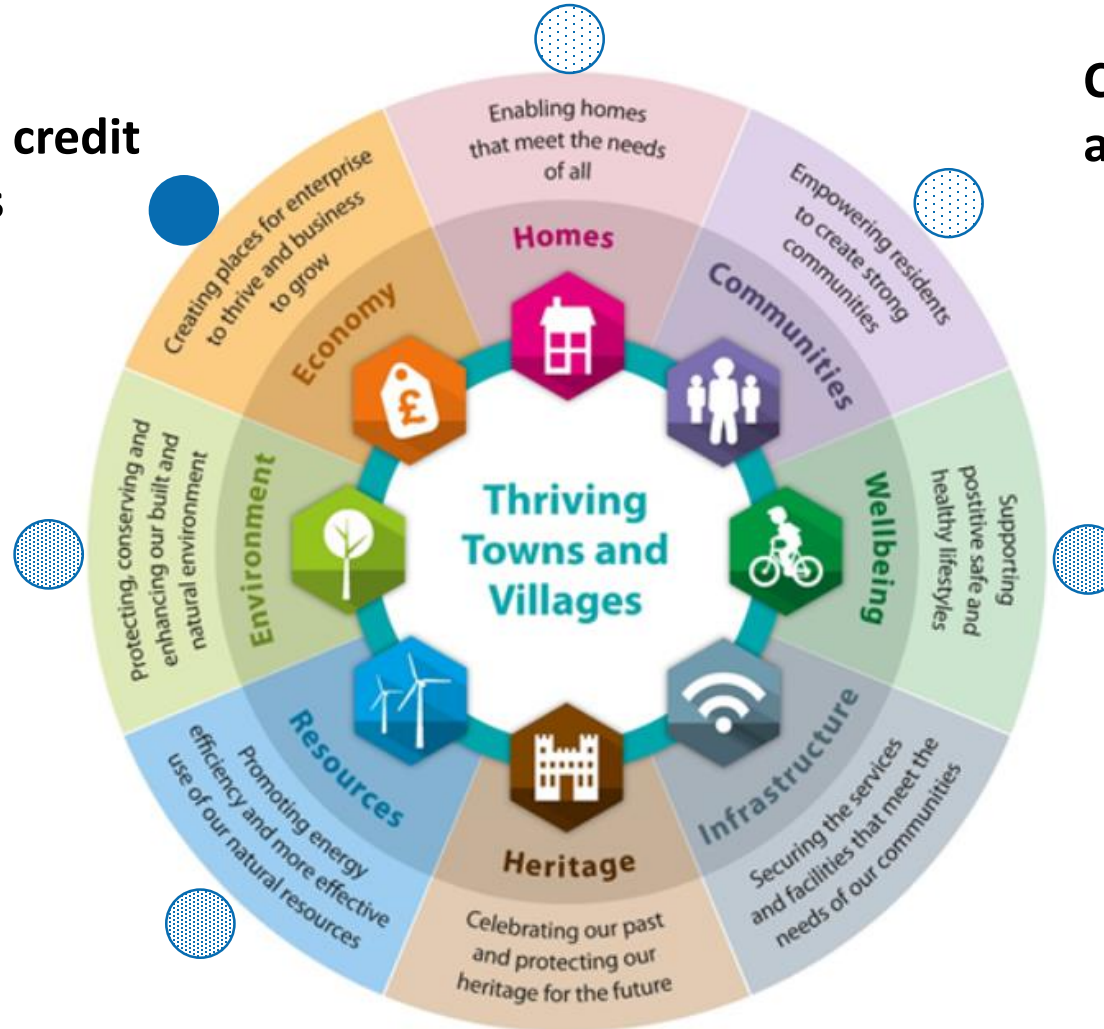 credit
s
C
a
Enabling homes
that meet the needs
of all
Homes
Empowering residents
to create strong
communities
Communities
Supporting
postitive safe and
healthy lifestyles
Wellbeing
Securing the services
and facilities that meet the
needs of our communities
Infrastructure
Celebrating our past
and protecting our
heritage for the future
Heritage
Promoting energy
efficiency and more effective
use of our natural resources
Resources
Protecting, conserving and
enhancing our built and
natural environment
Environment
Creating places for enterprise
to thrive and business
to grow
Economy
£
Thriving
Towns and
Villages